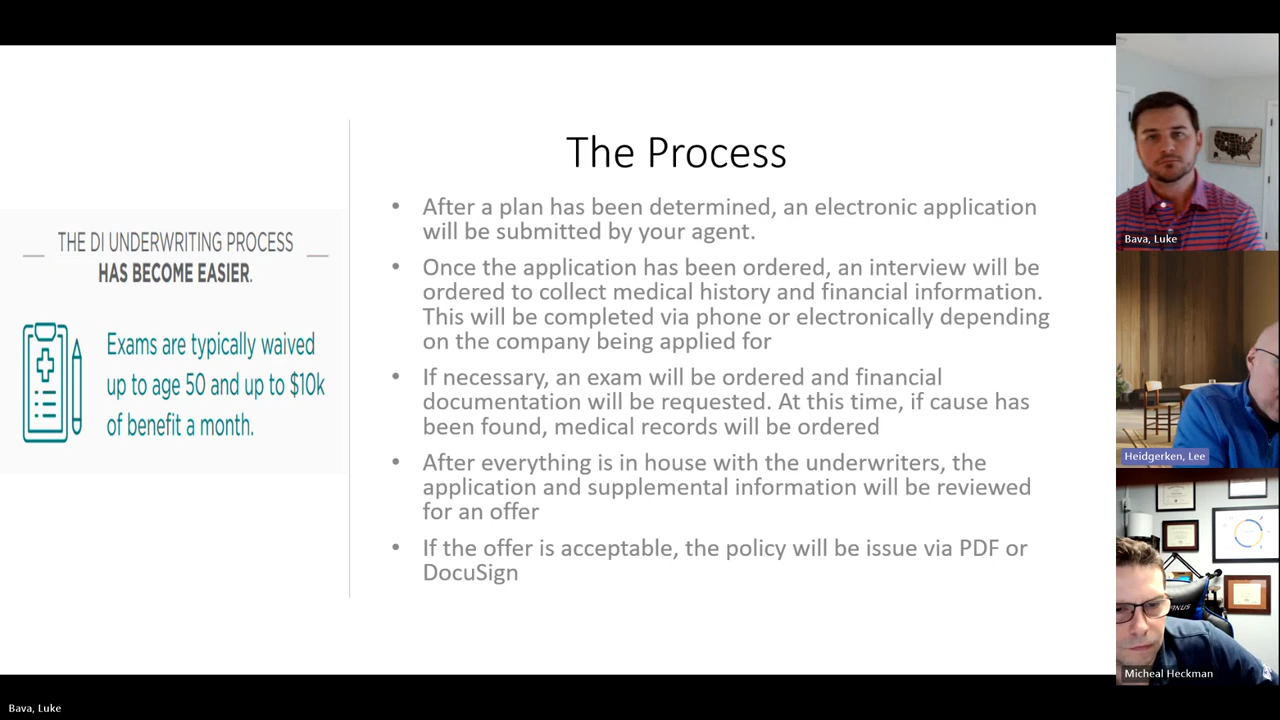 THE DI UNDERWRITING PROCESS
HAS BECOME EASIER.
Exams are typically waived
up to age 50 and up to $10k
of benefit a month.
The Process
• After a plan has been determined, an electronic application
will be submitted by your agent.
• Once the application has been ordered, an interview will be
ordered to collect medical history and financial information.
This will be completed via phone or electronically depending
on the company being applied for
• If necessary, an exam will be ordered and financial
documentation will be requested. At this time, if cause has
been found, medical records will be ordered
• After everything is in house with the underwriters, the
application and supplemental information will be reviewed
for an offer
• If the offer is acceptable, the policy will be issue via PDF or
DocuSign
Bava, Luke
Heidgerken, Lee
Micheal Heckman
Bava, Luke